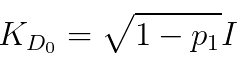 $K_{D_0} = \sqrt{1 - p_1} I$